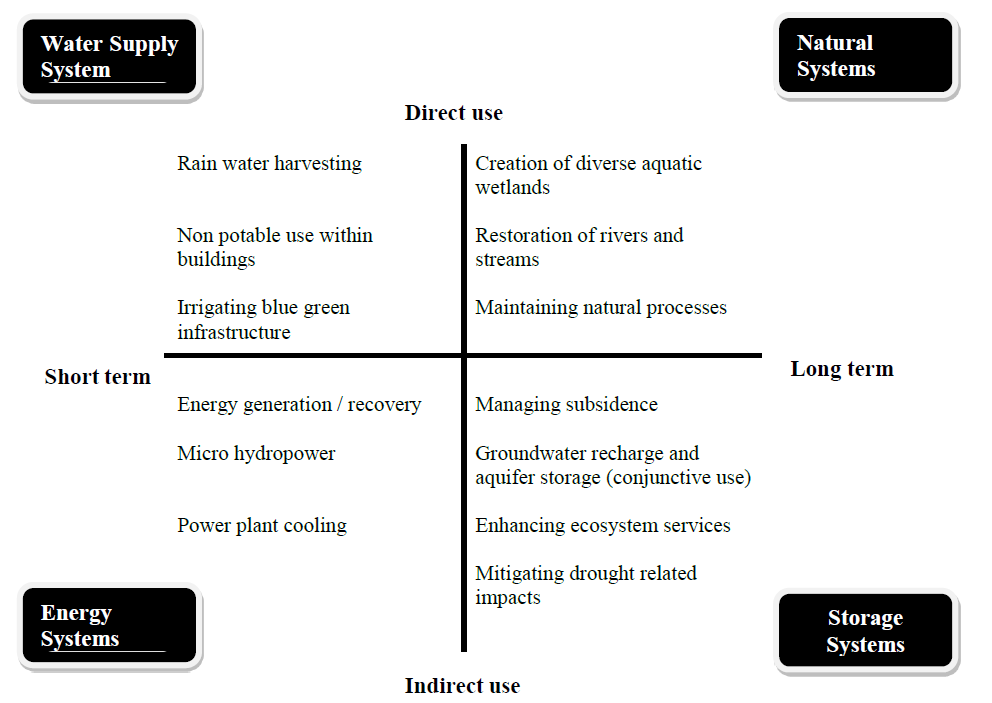 Water Supply
System
Natural
Systems
Direct use
Rain water harvesting
Creation of diverse aquatic
wetlands
Non potable use within
buildings
Restoration of rivers and
streams
Irrigating blue green
infrastructure
Maintaining natural processes
Short term
Long term
Energy generation / recovery
Managing subsidence
Micro hydropower
Groundwater recharge and
aquifer storage (conjunctive use)
Power plant cooling
Enhancing ecosystem services
Mitigating drought related
impacts
Energy
Systems
Storage
Systems
Indirect use